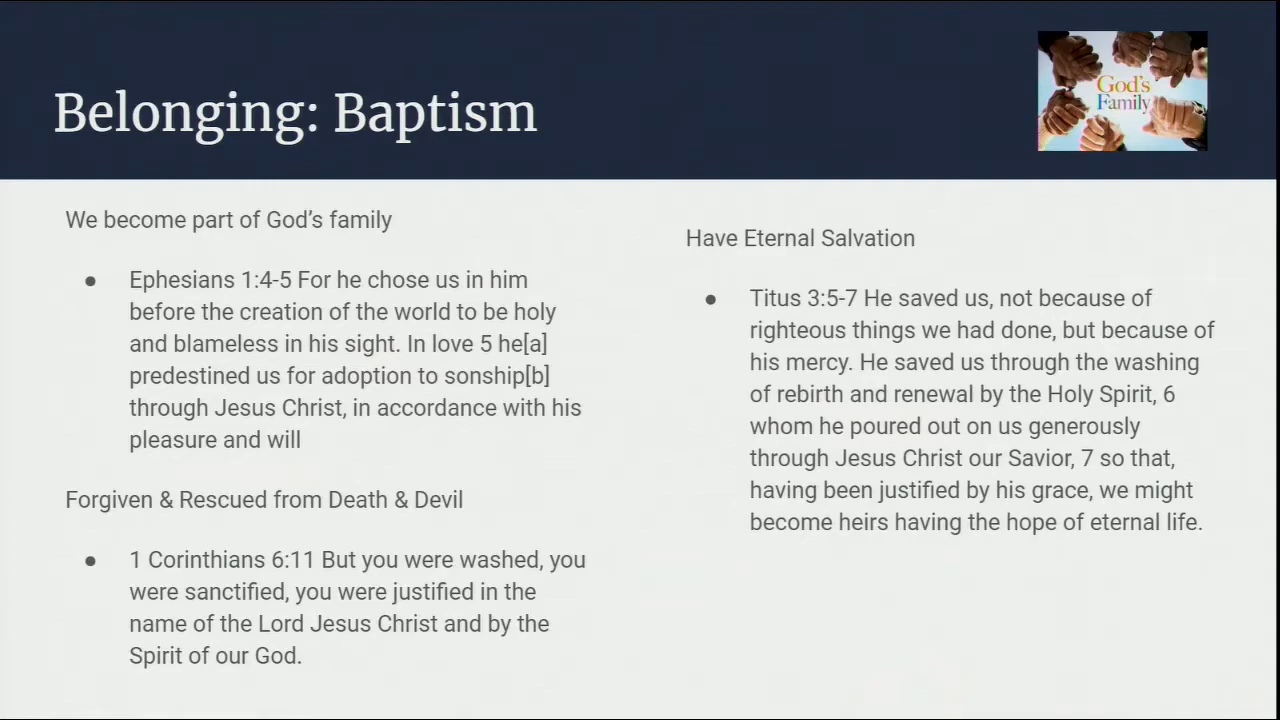 Belonging: Baptism
God's
Family
We become part of God’s family
● Ephesians 1:4-5 For he chose us in him
before the creation of the world to be holy
and blameless in his sight. In love 5 he[a]
predestined us for adoption to sonship[b]
through Jesus Christ, in accordance with his
pleasure and will
Forgiven & Rescued from Death & Devil
● 1 Corinthians 6:11 But you were washed, you
were sanctified, you were justified in the
name of the Lord Jesus Christ and by the
Spirit of our God.
Have Eternal Salvation
● Titus 3:5-7 He saved us, not because of
righteous things we had done, but because of
his mercy. He saved us through the washing
of rebirth and renewal by the Holy Spirit, 6
whom he poured out on us generously
through Jesus Christ our Savior, 7 so that,
having been justified by his grace, we might
become heirs having the hope of eternal life.